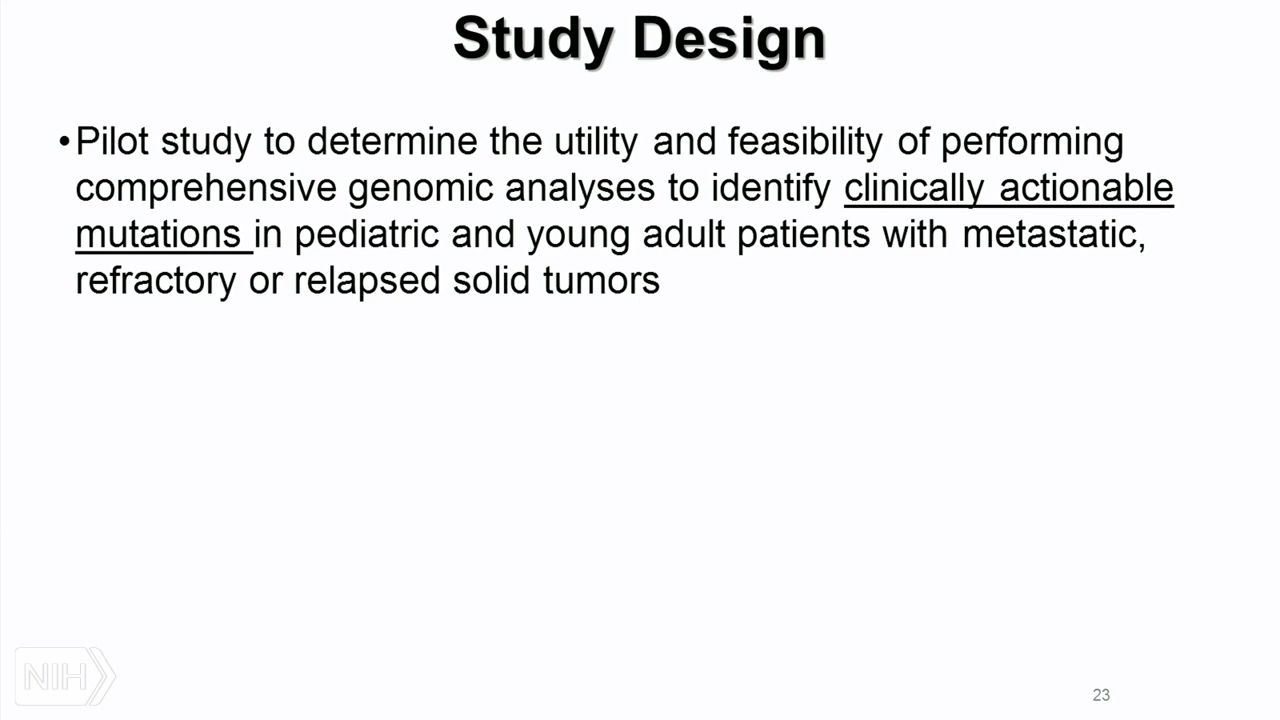 Study Design
•Pilot study to determine the utility and feasibility of performing
comprehensive genomic analyses to identify clinically actionable
mutations in pediatric and young adult patients with metastatic,
refractory or relapsed solid tumors
NIH
23